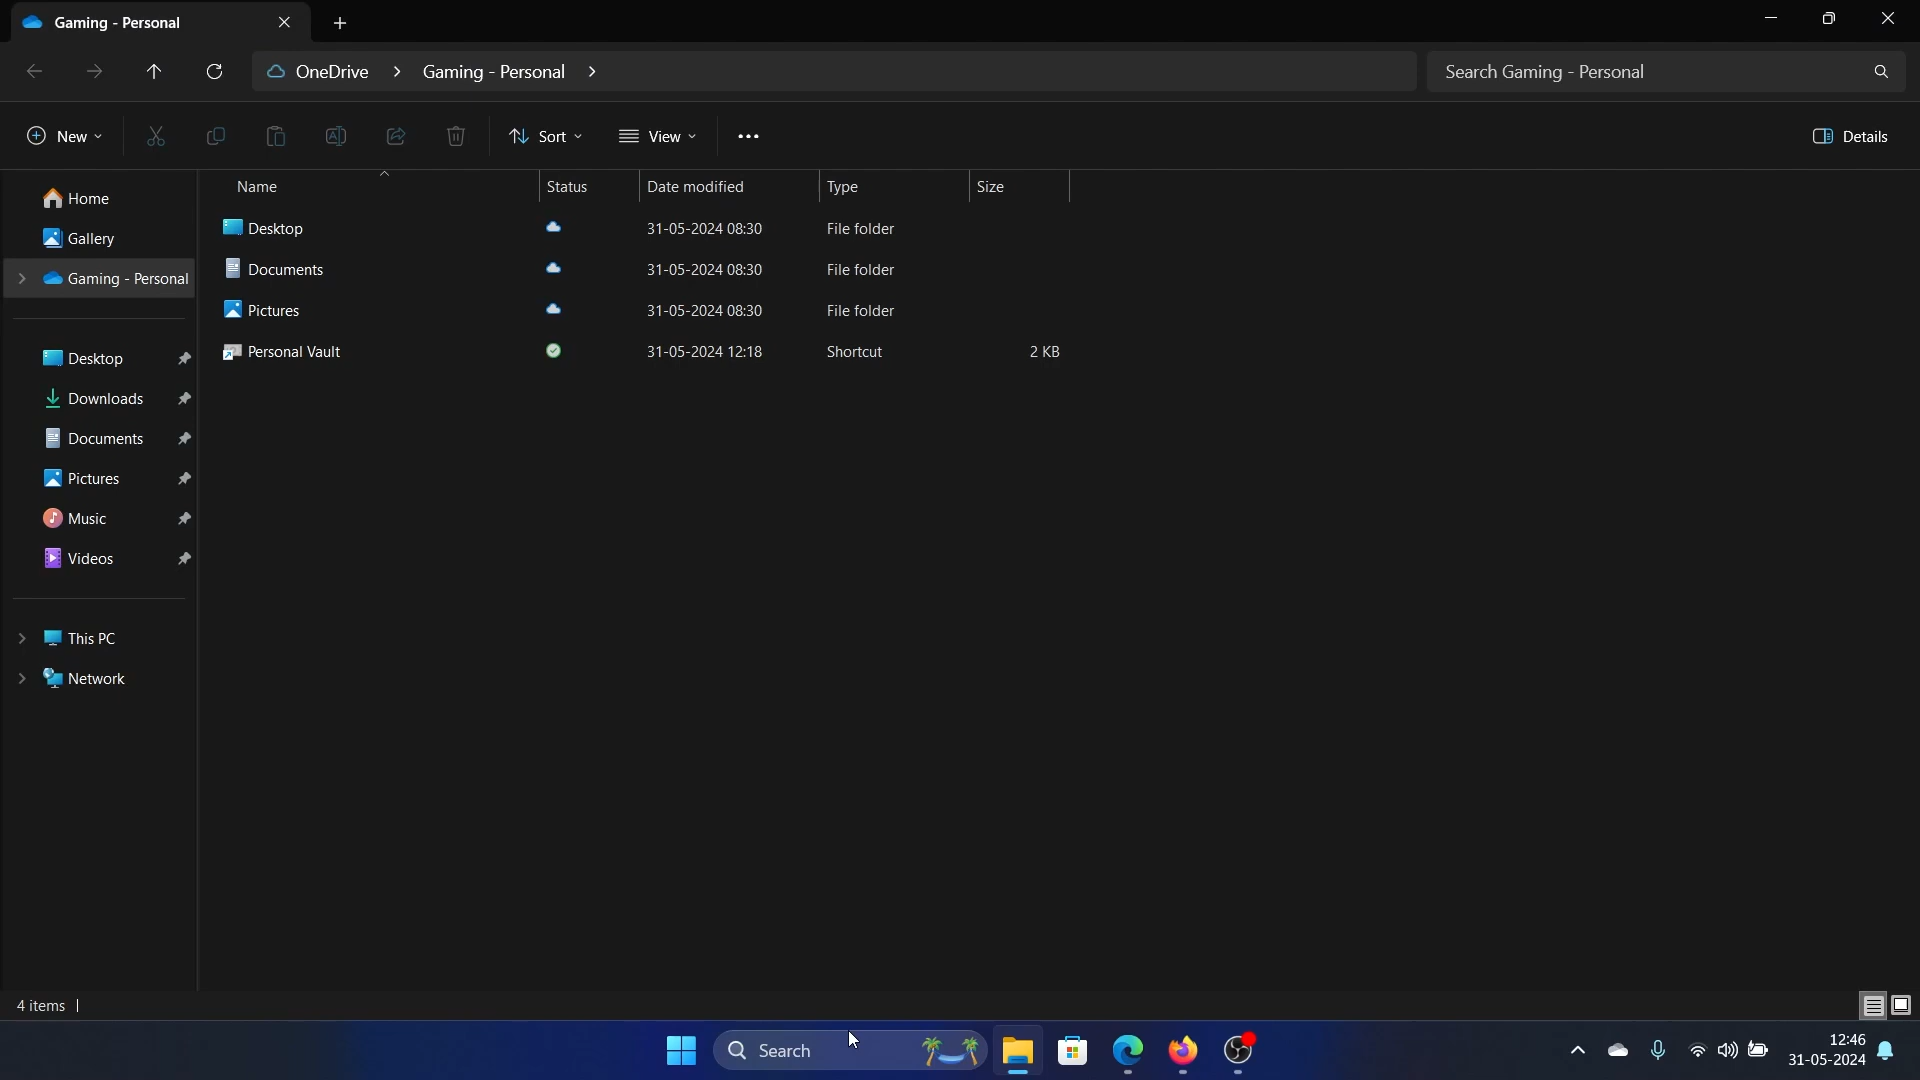 Gaming - Personal
OneDrive > Gaming - Personal >
Search Gaming - Personal
New
Sort
View
Details
Name Status Date modified Type Size
Home
Gallery
Gaming - Personal
Desktop
Downloads
Documents
Pictures
Music
Videos
This PC
Network
Desktop 31-05-2024 08:30 File folder
Documents 31-05-2024 08:30 File folder
Pictures 31-05-2024 08:30 File folder
Personal Vault 31-05-2024 12:18 Shortcut 2 KB
4 items
Search
12:46
31-05-2024